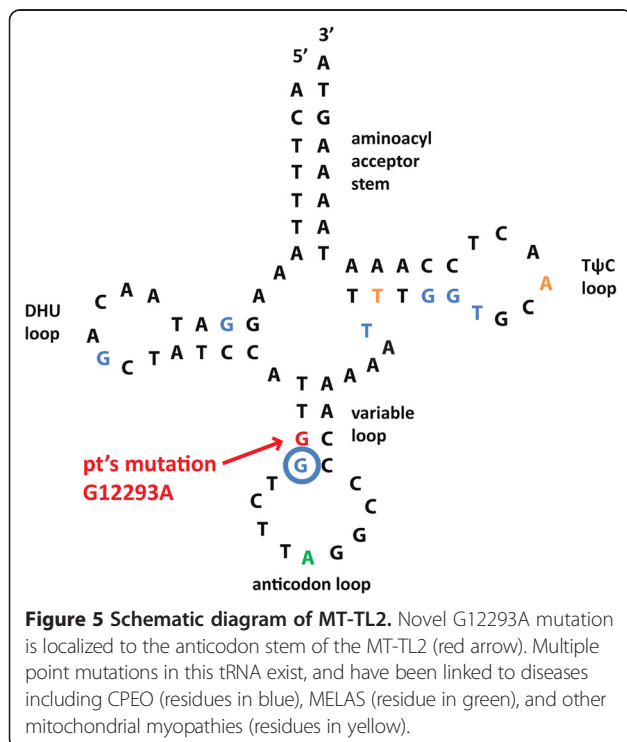 3'
5' A
A T
C G
T A
T A
T A
T A
A T
aminoacyl
acceptor
stem
A
A
A A A C C
T T T G G
T C A A C G T
TψC
loop
DHU
loop
A A C A G C
T A G G
T A T C C
A
T A A A A T
T A
variable
loop
G C
G C
pt's mutation
G12293A
T C T T A G G C C
anticodon loop
Figure 5 Schematic diagram of MT-TL2. Novel G12293A mutation
is localized to the anticodon stem of the MT-TL2 (red arrow). Multiple
point mutations in this tRNA exist, and have been linked to diseases
including CPEO (residues in blue), MELAS (residue in green), and other
mitochondrial myopathies (residues in yellow).